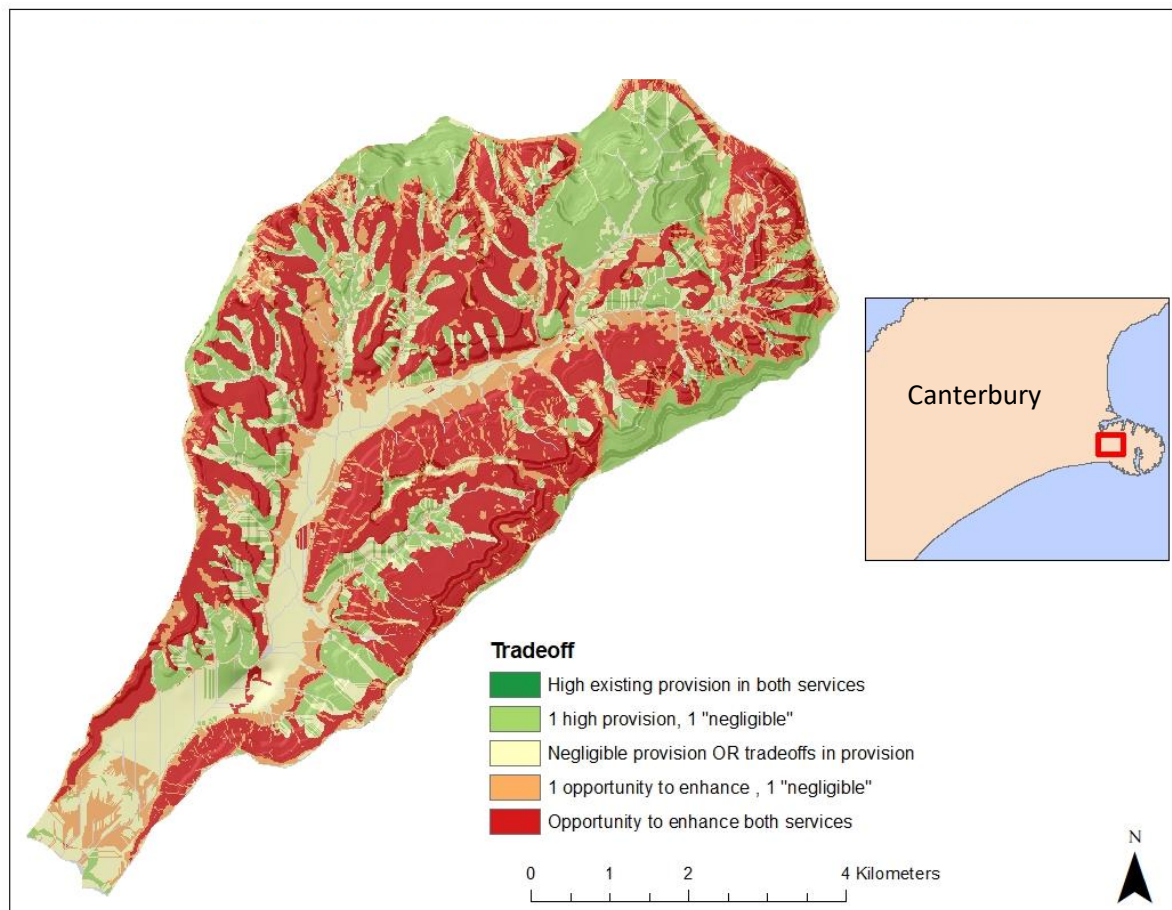 Canterbury
Tradeoff
High existing provision in both services
1 high provision, 1 "negligible"
Negligible provision OR tradeoffs in provision
1 opportunity to enhance , 1 "negligible"
Opportunity to enhance both services
0 1 2 4 Kilometers
N